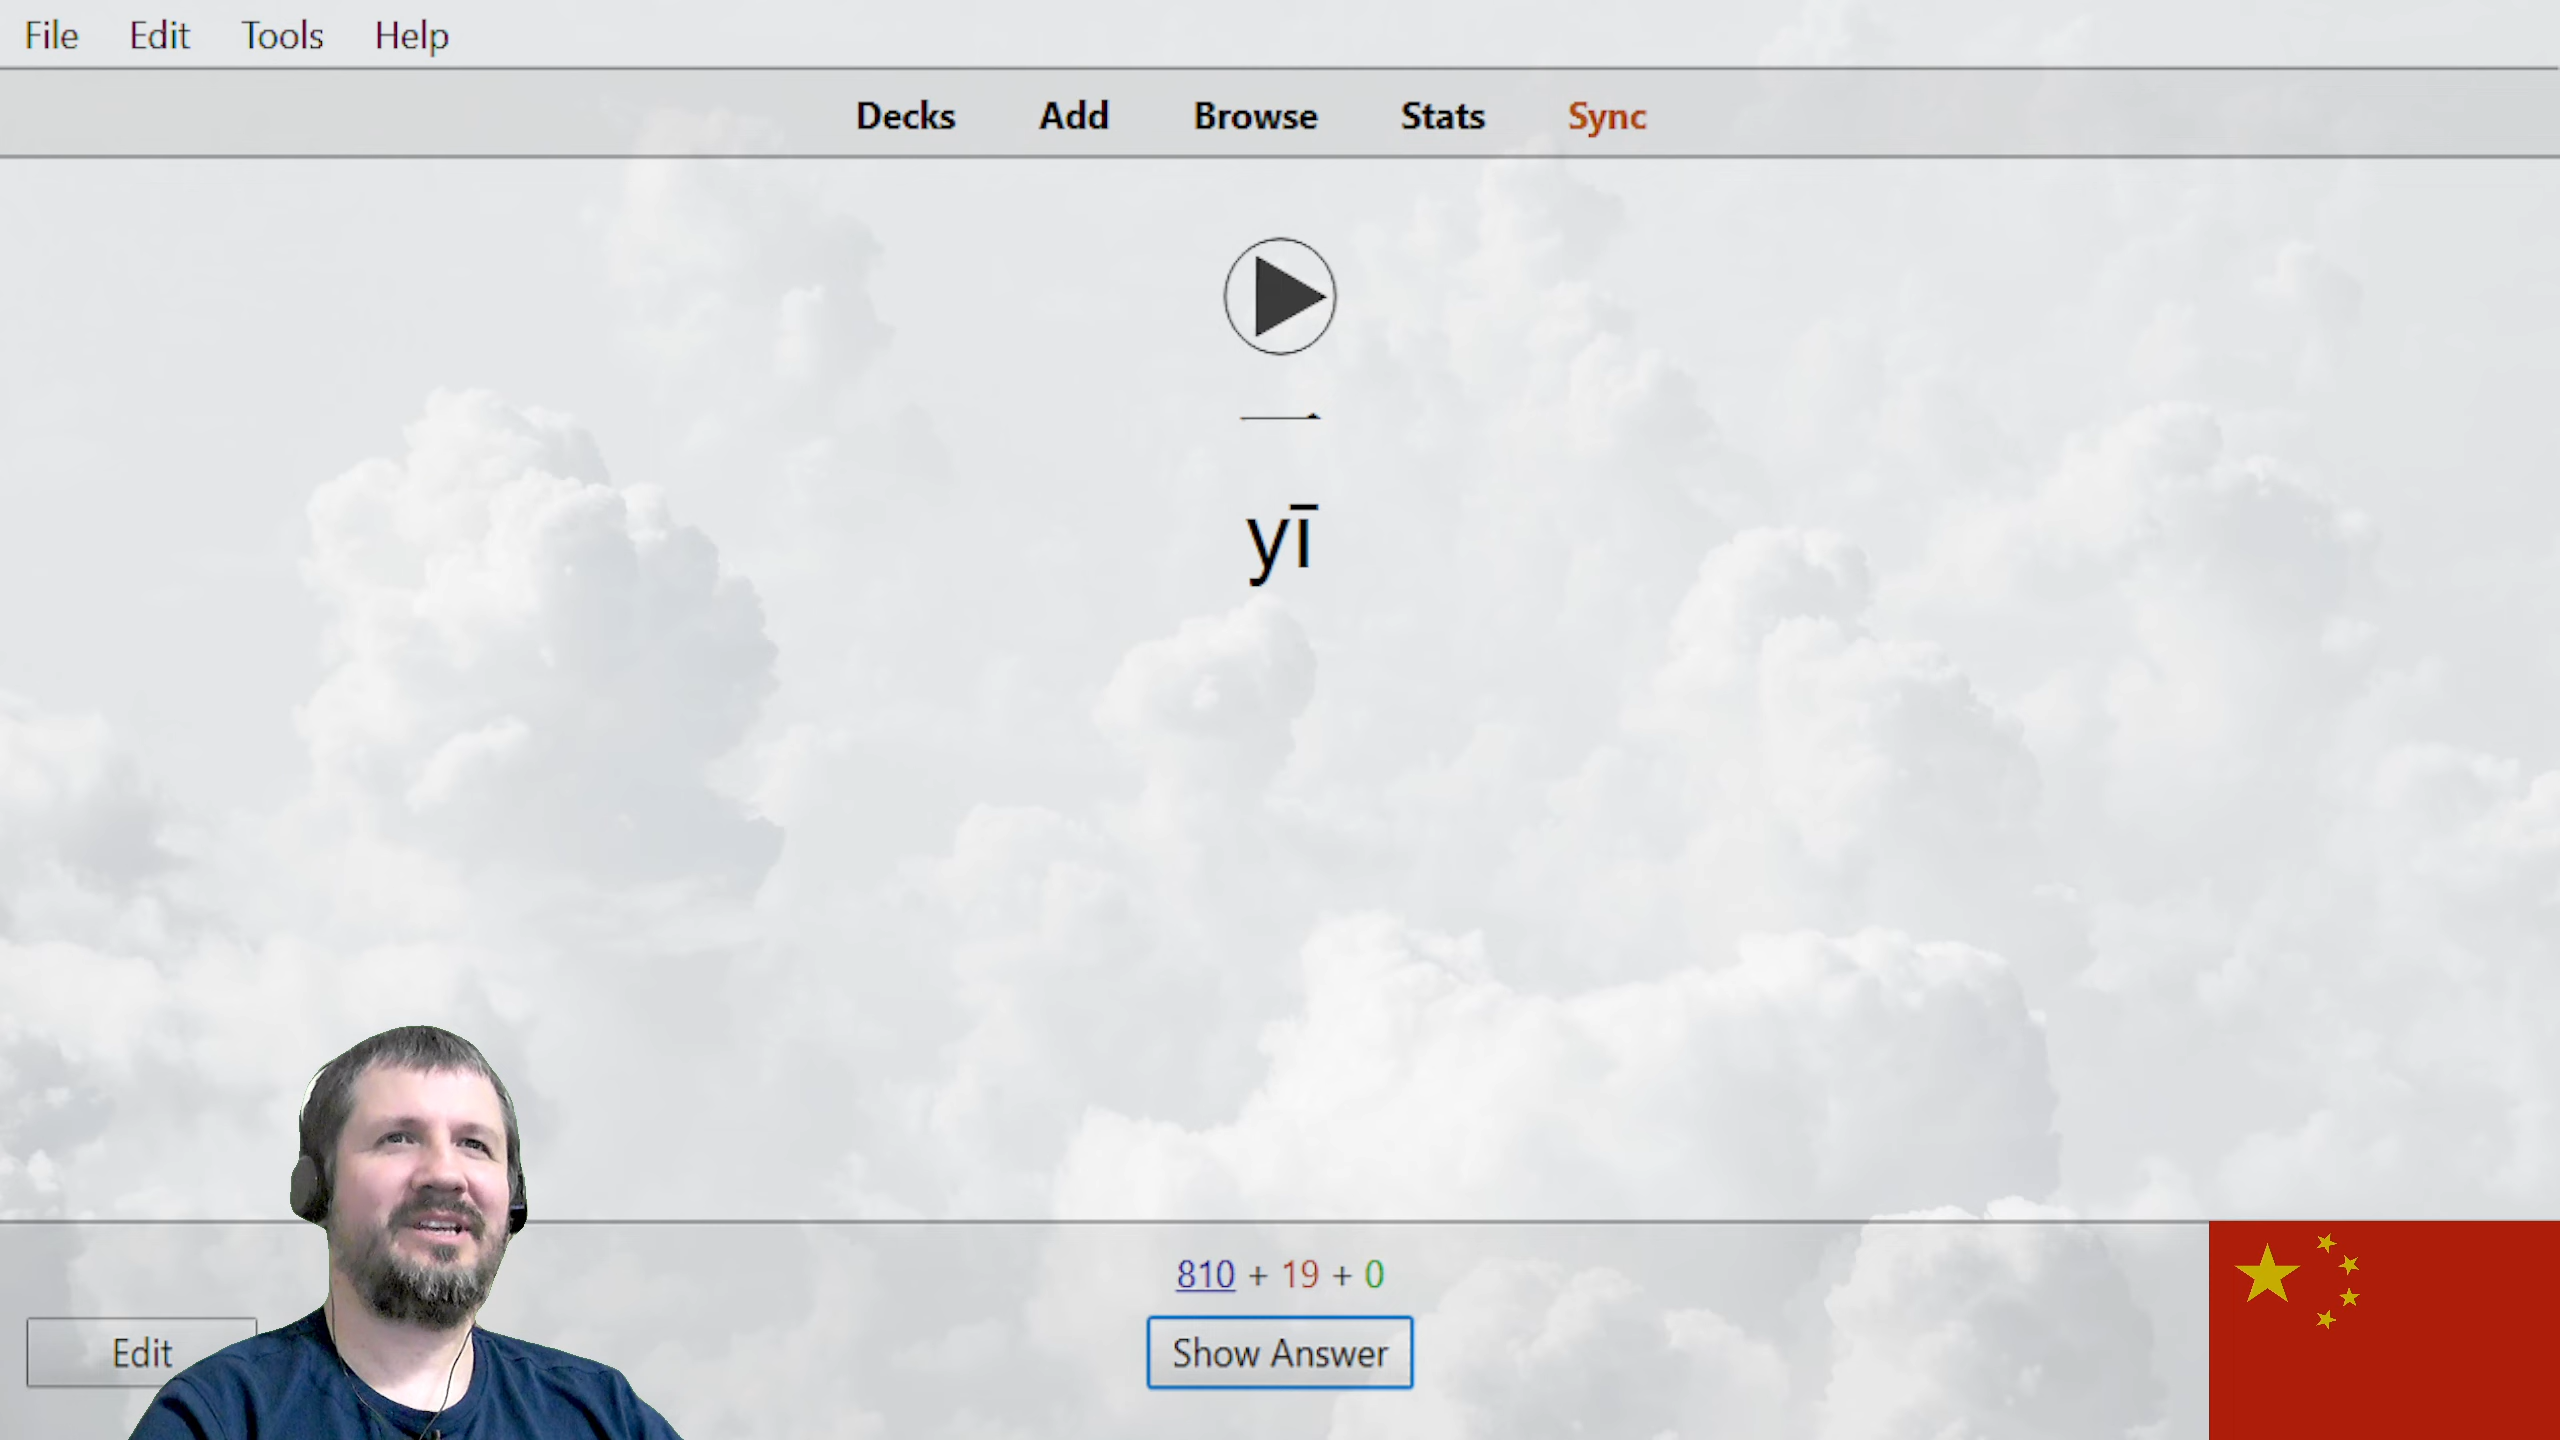 File Edit Tools Help
Decks Add Browse Stats Sync
一
yī
810 + 19 + 0
Edit Show Answer